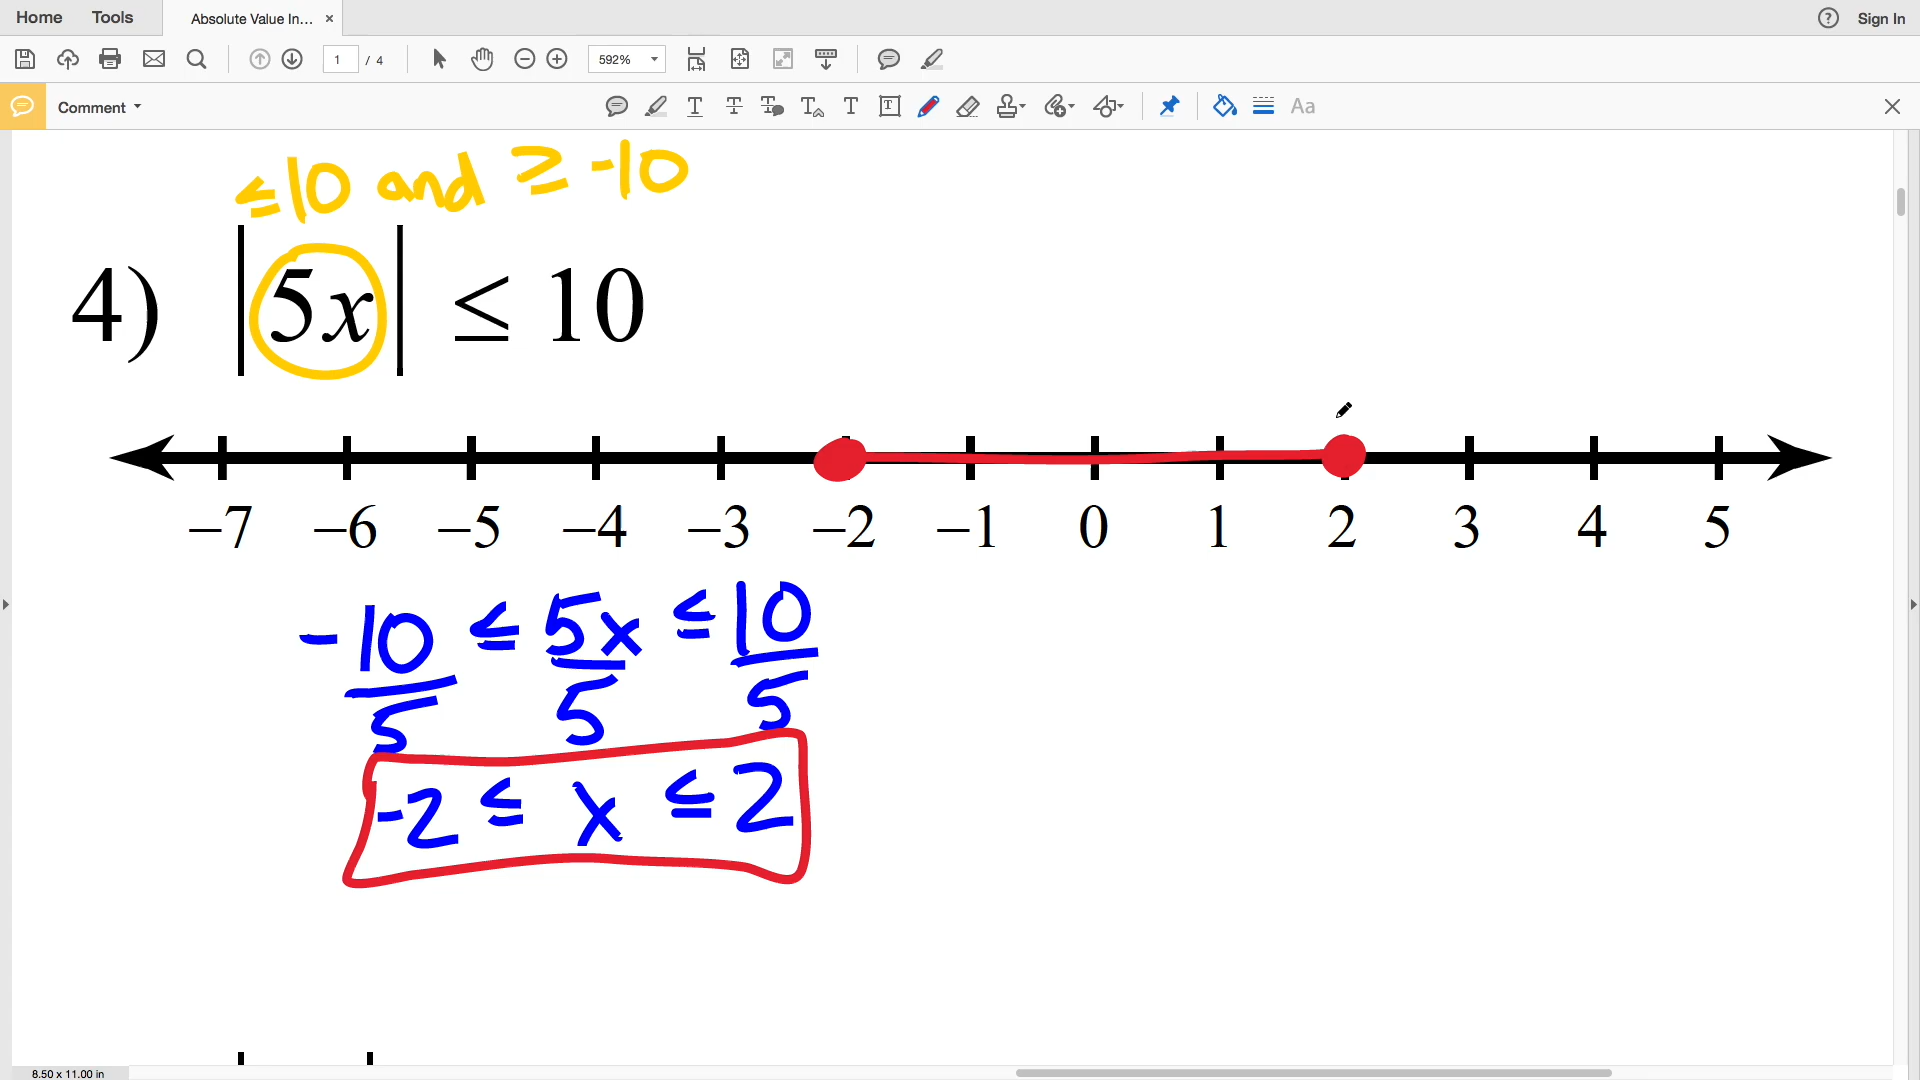 Home Tools Absolute Value In... × ? Sign In
1 / 4 592%
Comment T T T T T T Aa
≤10 and ≥ -10
4) |5x| ≤ 10
−7 −6 −5 −4 −3 −2 −1 0 1 2 3 4 5
-10 ≤ 5x ≤ 10
5 5 5
-2 ≤ x ≤ 2
8.50 x 11.00 in